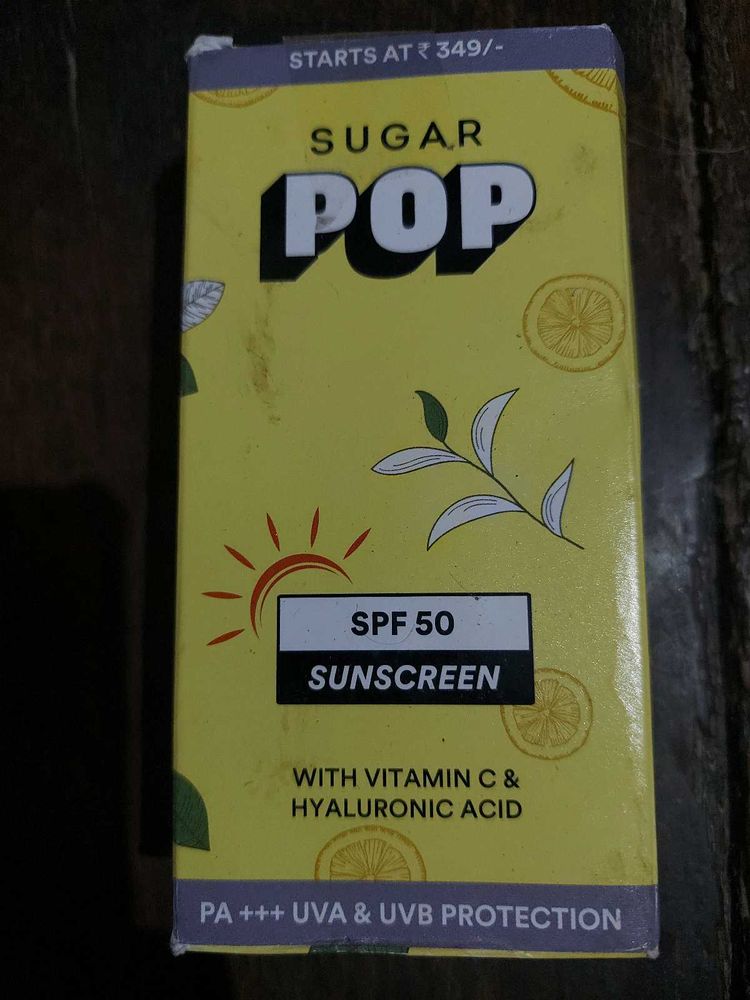 STARTS AT ₹ 349/-
SUGAR
POP
SPF 50
SUNSCREEN
WITH VITAMIN C &
HYALURONIC ACID
PA +++ UVA & UVB PROTECTION